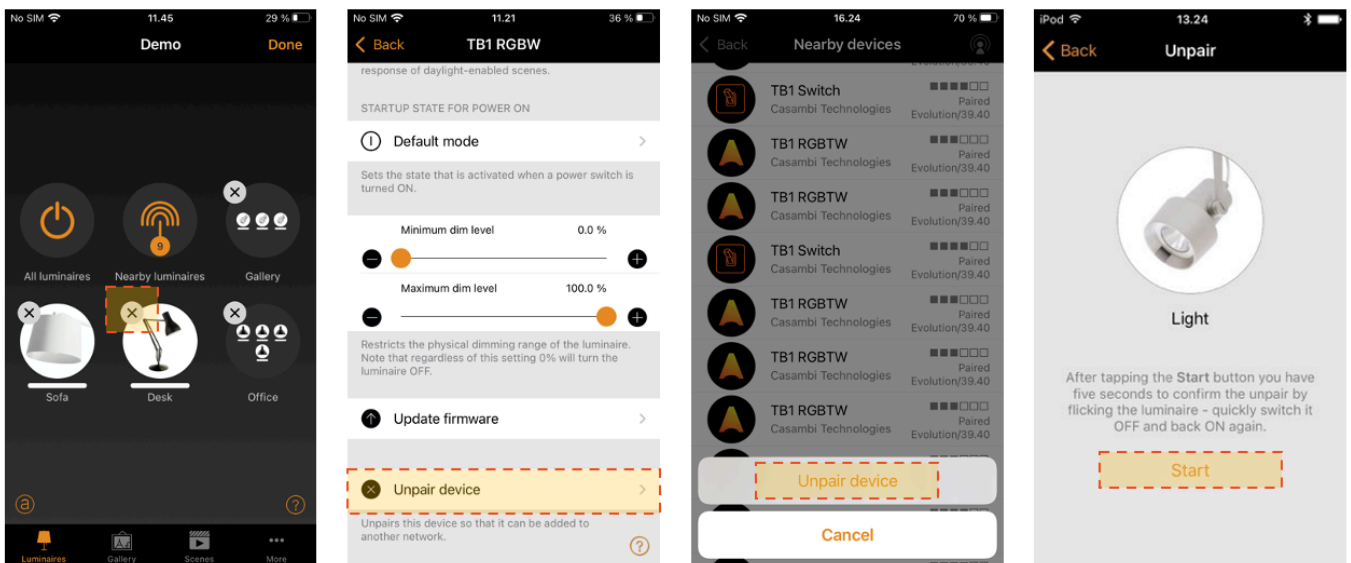 No SIM 11.45 29 %
Demo Done
9
All luminaires Nearby luminaires Gallery
Sofa Desk Office
a ?
Luminaires Gallery Scenes More
No SIM 11.21 36 %
Back TB1 RGBW
response of daylight-enabled scenes.
STARTUP STATE FOR POWER ON
Default mode
Sets the state that is activated when a power switch is
turned ON.
Minimum dim level 0.0 %
Maximum dim level 100.0 %
Restricts the physical dimming range of the luminaire.
Note that regardless of this setting 0% will turn the
luminaire OFF.
Update firmware
Unpair device
Unpairs this device so that it can be added to
another network.
?
No SIM 16.24 70 %
Back Nearby devices
TB1 Switch
Casambi Technologies
Paired
Evolution/39.40
TB1 RGBTW
Casambi Technologies
Paired
Evolution/39.40
TB1 RGBTW
Casambi Technologies
Paired
Evolution/39.40
TB1 Switch
Casambi Technologies
Paired
Evolution/39.40
TB1 RGBTW
Casambi Technologies
Paired
Evolution/39.40
TB1 RGBTW
Casambi Technologies
Paired
Evolution/39.40
TB1 RGBTW
Casambi Technologies
Paired
Evolution/39.40
Unpair device
Cancel
iPod 13.24
Back Unpair
Light
After tapping the Start button you have
five seconds to confirm the unpair by
flicking the luminaire - quickly switch it
OFF and back ON again.
Start